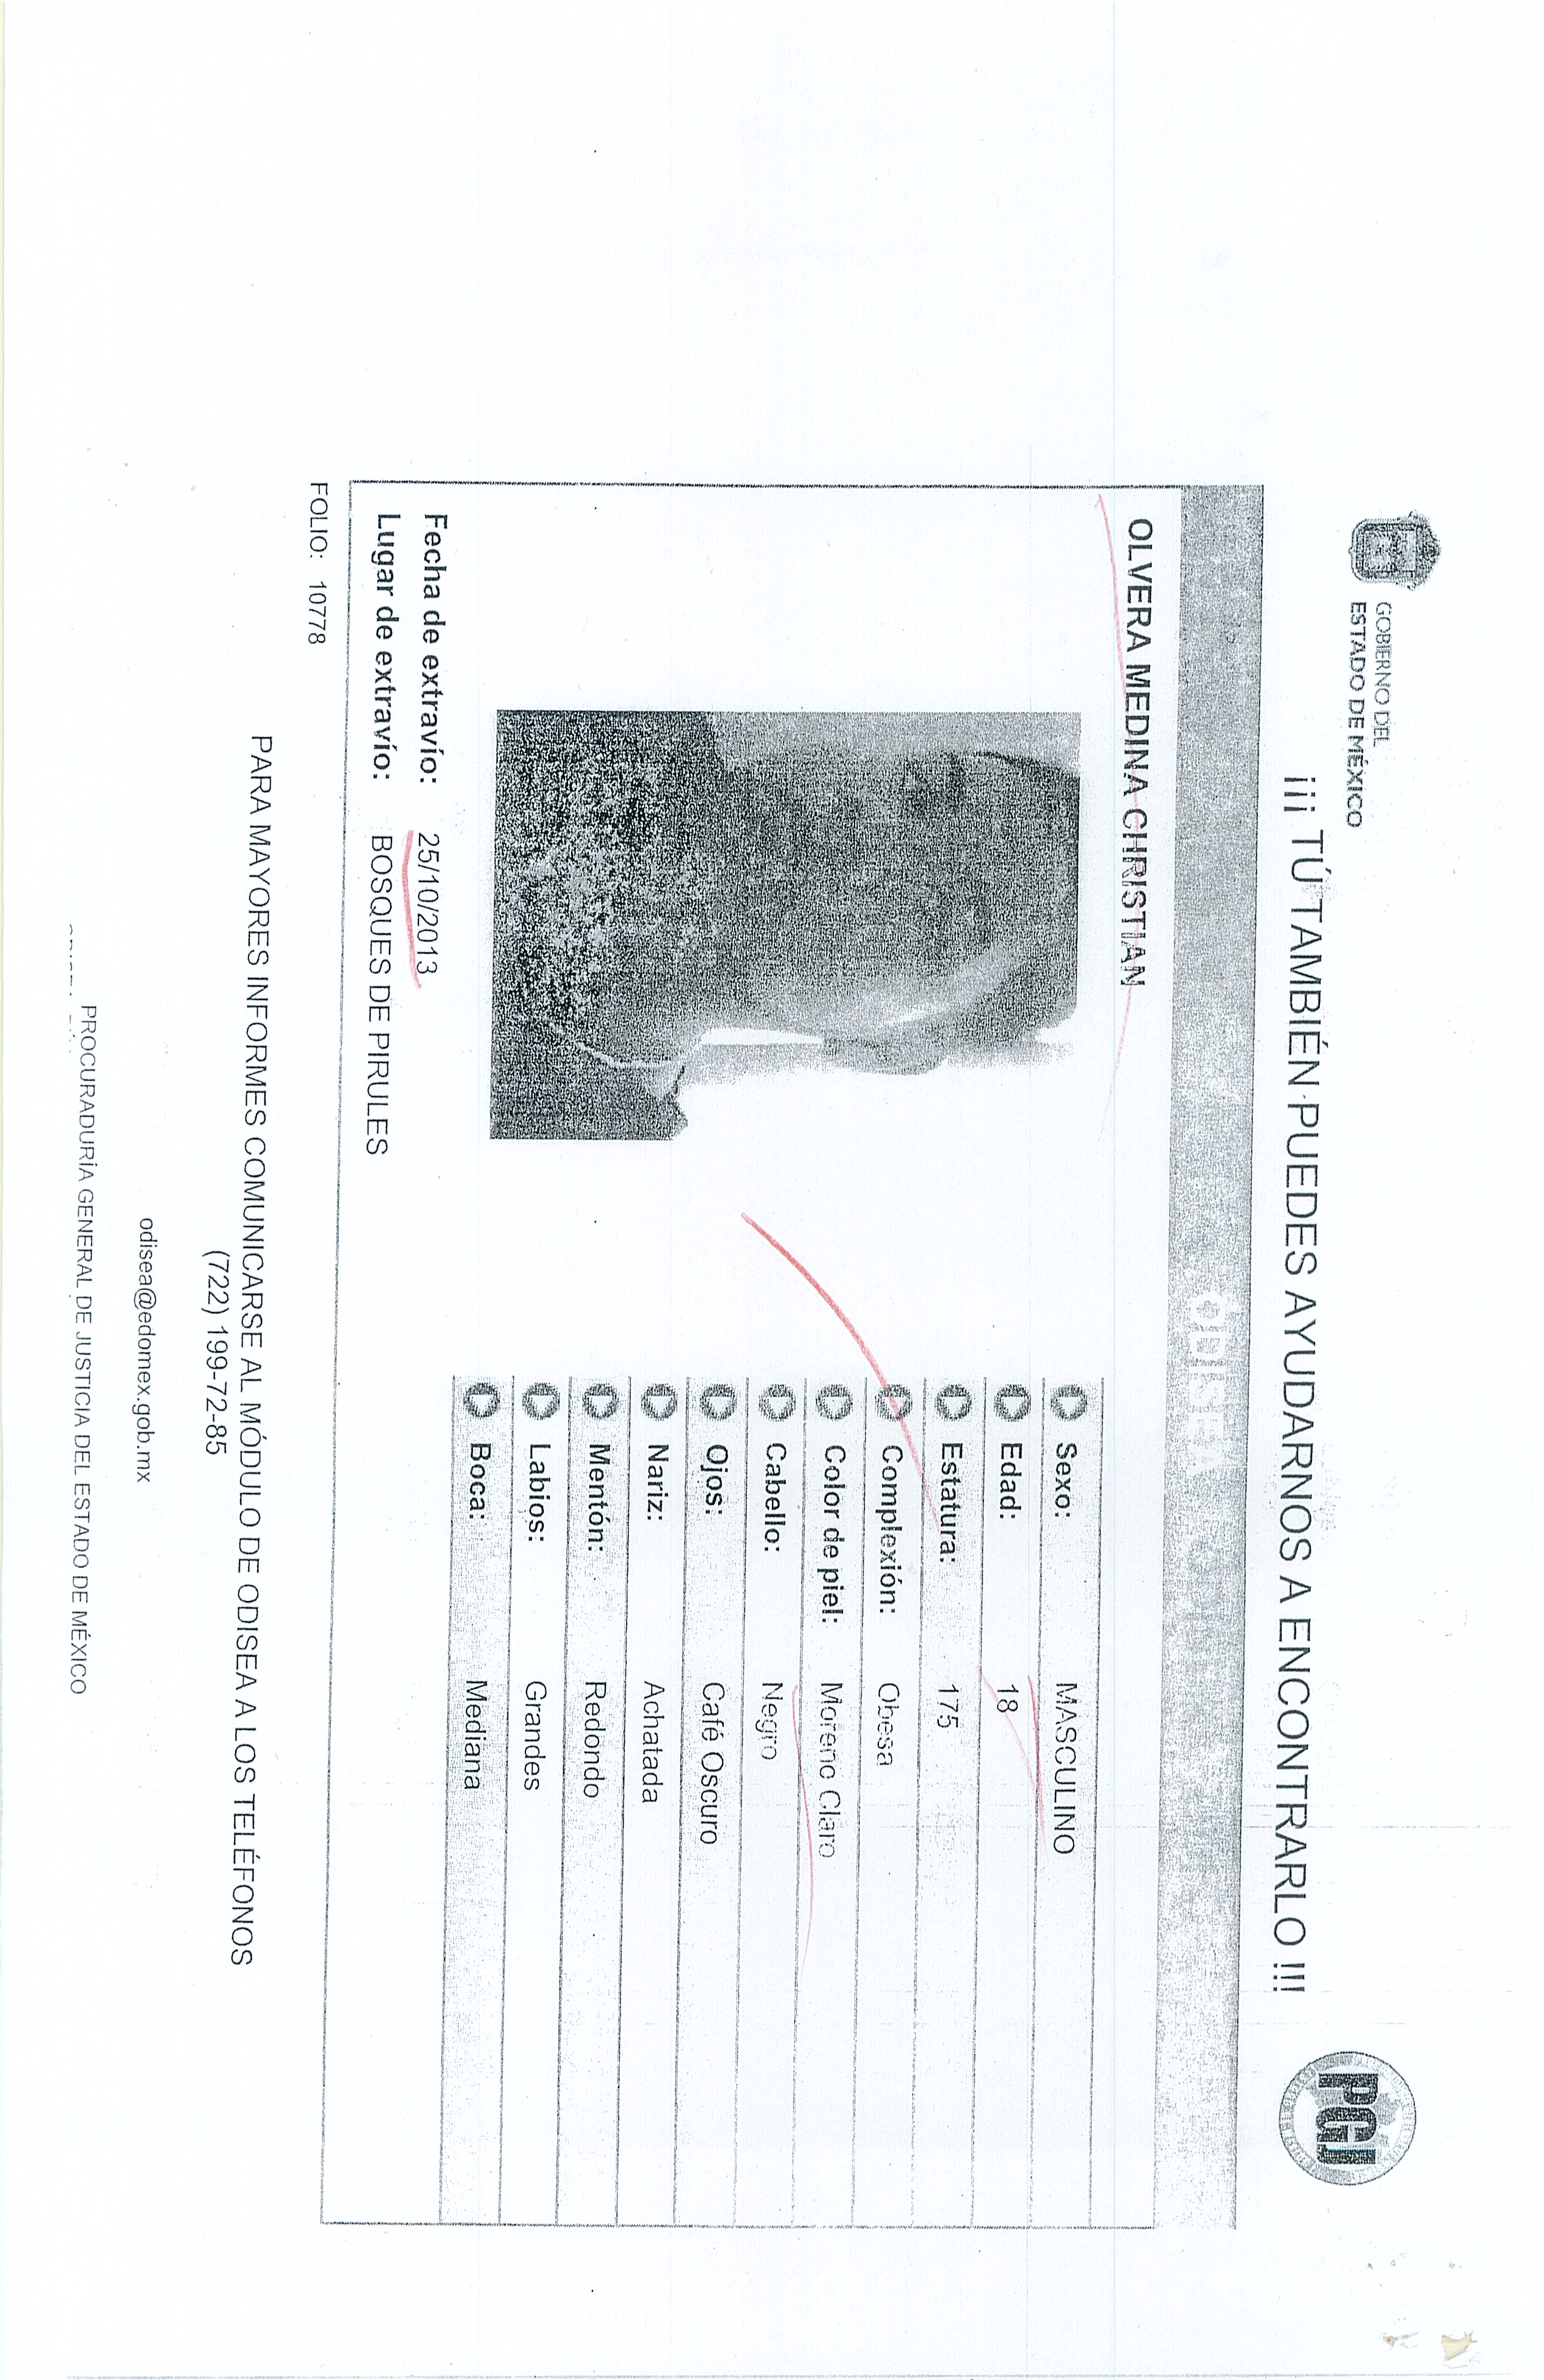 GOBIERNO DEL
ESTADO DE MÉXICO
PGJ
¡¡¡ TÚ TAMBIÉN PUEDES AYUDARNOS A ENCONTRARLO !!!
ODISEA
OLVERA MEDINA CHRISTIAN
Sexo: MASCULINO
Edad: 18
Estatura: 175
Complexión: Obesa
Color de piel: Moreno Claro
Cabello: Negro
Ojos: Café Oscuro
Nariz: Achatada
Mentón: Redondo
Labios: Grandes
Boca: Mediana
Fecha de extravío: 25/10/2013
Lugar de extravío: BOSQUES DE PIRULES
FOLIO: 10778
PARA MAYORES INFORMES COMUNICARSE AL MÓDULO DE ODISEA A LOS TELÉFONOS
(722) 199-72-85
odisea@edomex.gob.mx
PROCURADURÍA GENERAL DE JUSTICIA DEL ESTADO DE MÉXICO